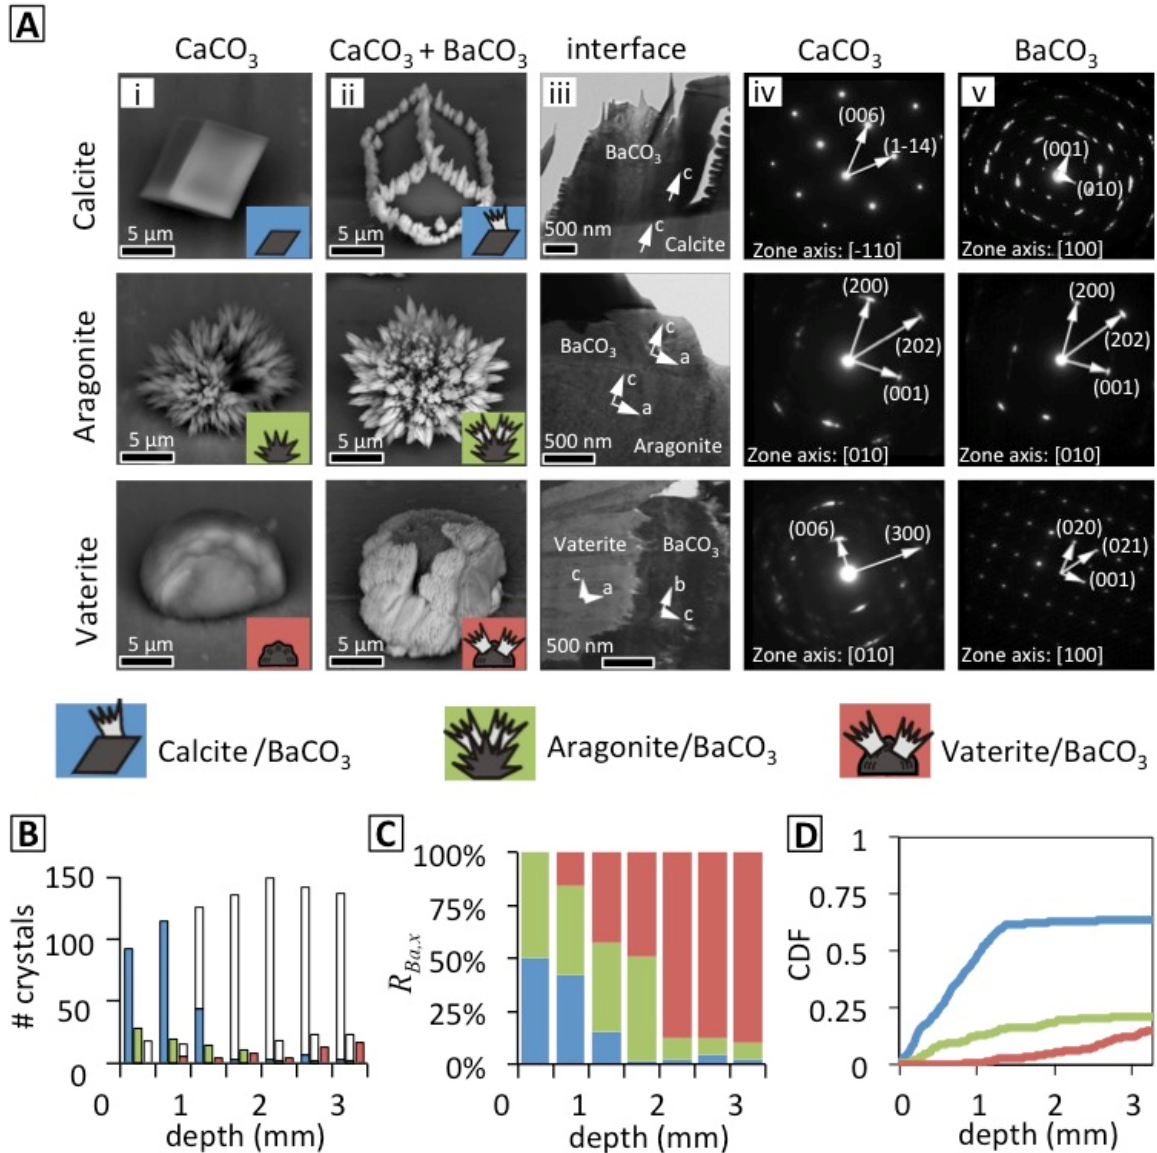 A
CaCO3 CaCO3 + BaCO3 interface CaCO3 BaCO3
Calcite
i
5 µm
ii
5 µm
iii
BaCO3
c
c
500 nm
Calcite
iv
(006)
(1-14)
Zone axis: [-110]
v
(001)
(010)
Zone axis: [100]
Aragonite
5 µm
5 µm
BaCO3
c
a
c
a
500 nm
Aragonite
(200)
(202)
(001)
Zone axis: [010]
(200)
(202)
(001)
Zone axis: [010]
Vaterite
5 µm
5 µm
Vaterite
BaCO3
c
a
b
c
500 nm
(006)
(300)
Zone axis: [010]
(020)
(021)
(001)
Zone axis: [100]
Calcite/BaCO3
Aragonite/BaCO3
Vaterite/BaCO3
B
# crystals
150
100
50
0
0 1 2 3
depth (mm)
C
RBa,x
100%
75%
50%
25%
0%
0 1 2 3
depth (mm)
D
CDF
1
0.75
0.5
0.25
0
0 1 2 3
depth (mm)